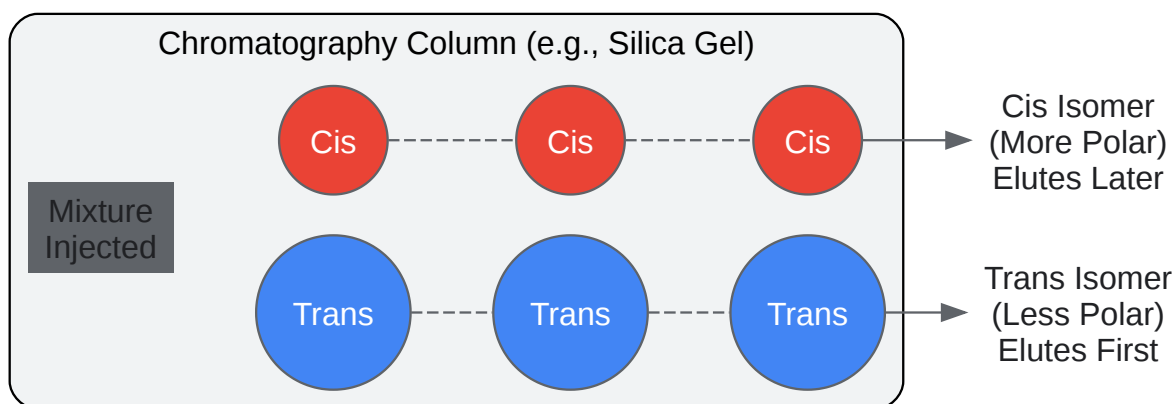 Chromatography Column (e.g., Silica Gel)
Cis
Cis
Cis
Cis Isomer
(More Polar)
Elutes Later
Mixture
Injected
Trans
Trans
Trans
Trans Isomer
(Less Polar)
Elutes First